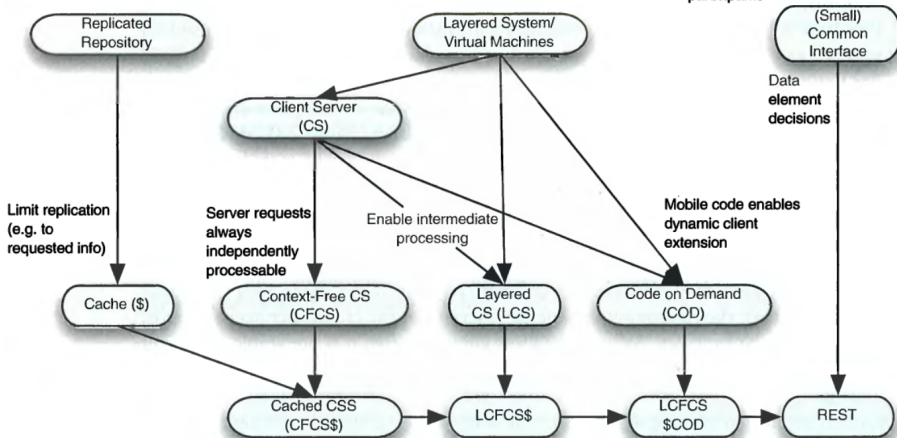 Replicated
Repository
Layered System/
Virtual Machines
(Small)
Common
Interface
Data
element
decisions
Client Server
(CS)
Limit replication
(e.g. to
requested info)
Server requests
always
independently
processable
Enable intermediate
processing
Mobile code enables
dynamic client
extension
Cache ($)
Context-Free CS
(CFCS)
Layered
CS (LCS)
Code on Demand
(COD)
Cached CSS
(CFCS$)
LCFCS$
LCFCS
$COD
REST